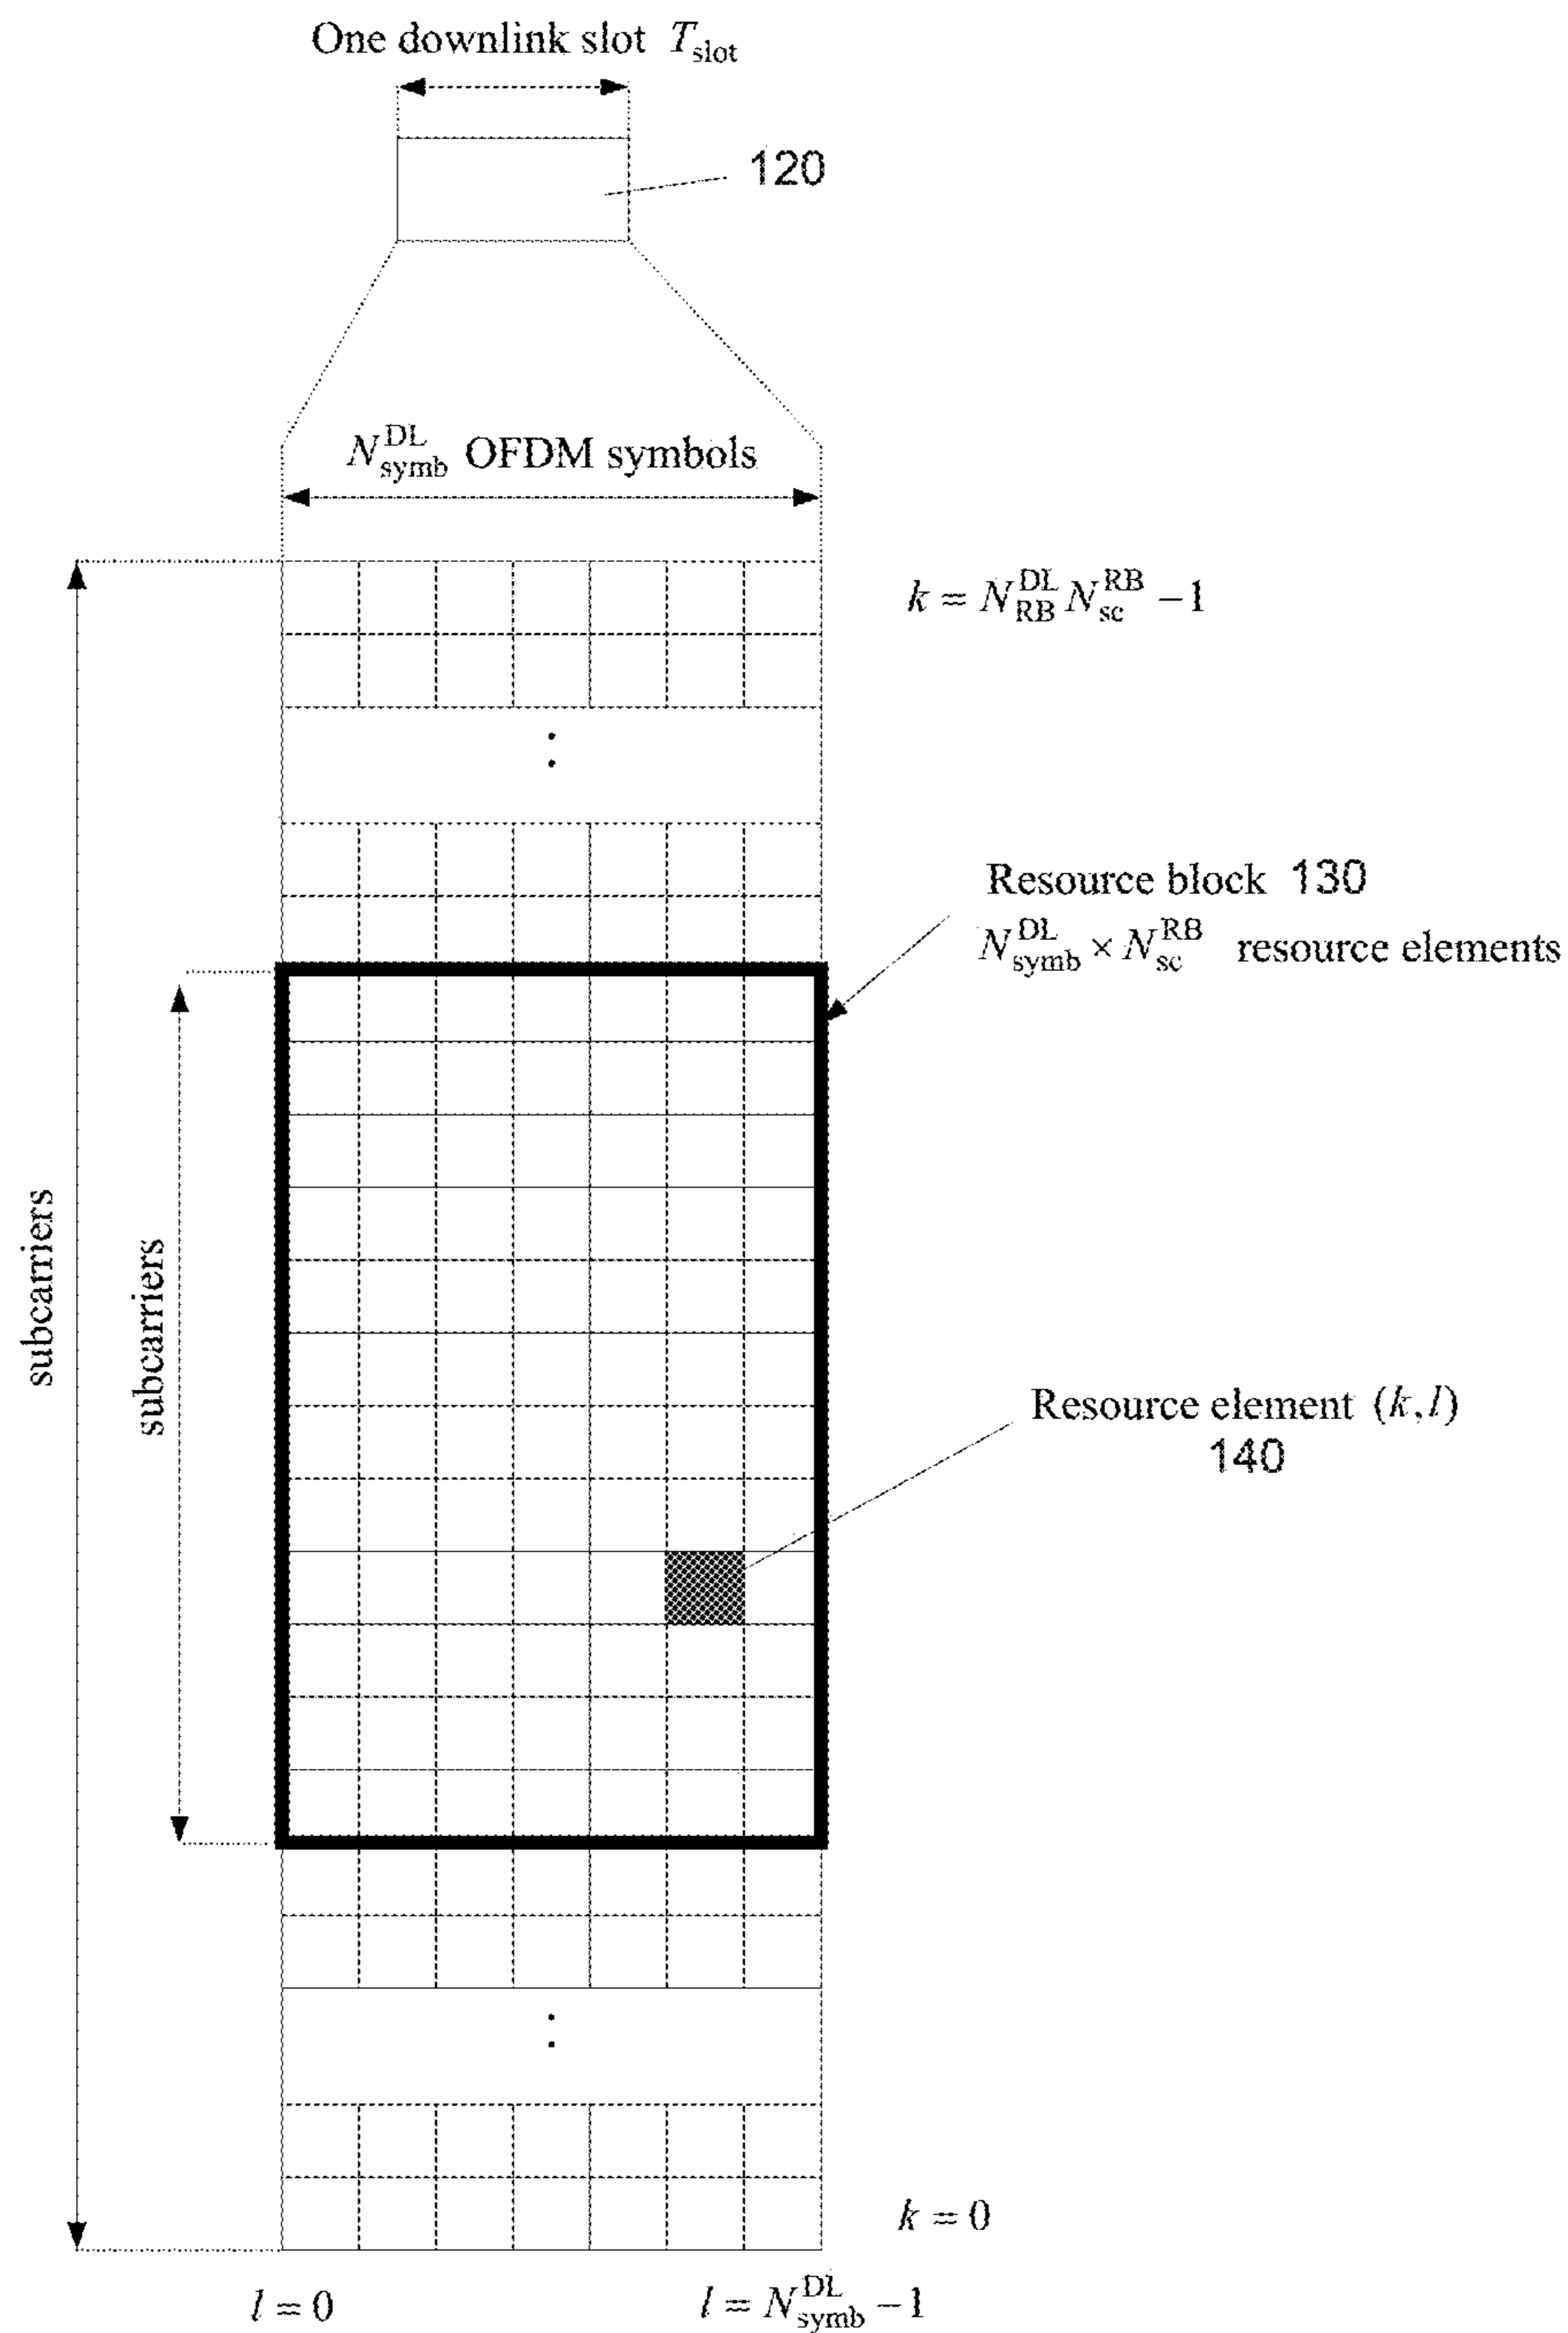 One downlink slot T_slot
120
N_symb^DL OFDM symbols
k = N_RB^DL N_sc^RB − 1
:
Resource block 130
N_symb^DL × N_sc^RB resource elements
subcarriers
subcarriers
Resource element (k, l)
140
:
k = 0
l = 0
l = N_symb^DL − 1